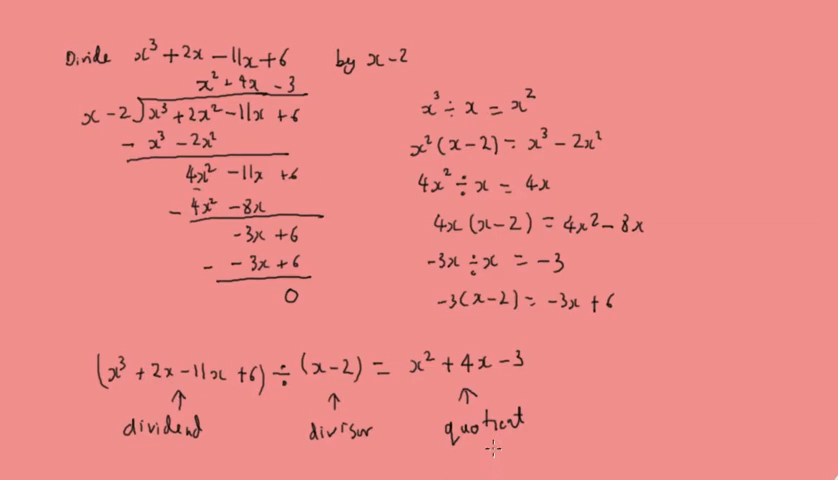 Divide x³ + 2x - 11x + 6 by x - 2
x² + 4x - 3
x - 2 x³ + 2x² - 11x + 6
- x³ - 2x²
4x² - 11x + 6
- 4x² - 8x
-3x + 6
- - 3x + 6
0
x³ ÷ x = x²
x²(x - 2) = x³ - 2x²
4x² ÷ x = 4x
4x(x - 2) = 4x² - 8x
-3x ÷ x = -3
-3(x - 2) = -3x + 6
(x³ + 2x - 11x + 6) ÷ (x - 2) = x² + 4x - 3
dividend divisor quotient